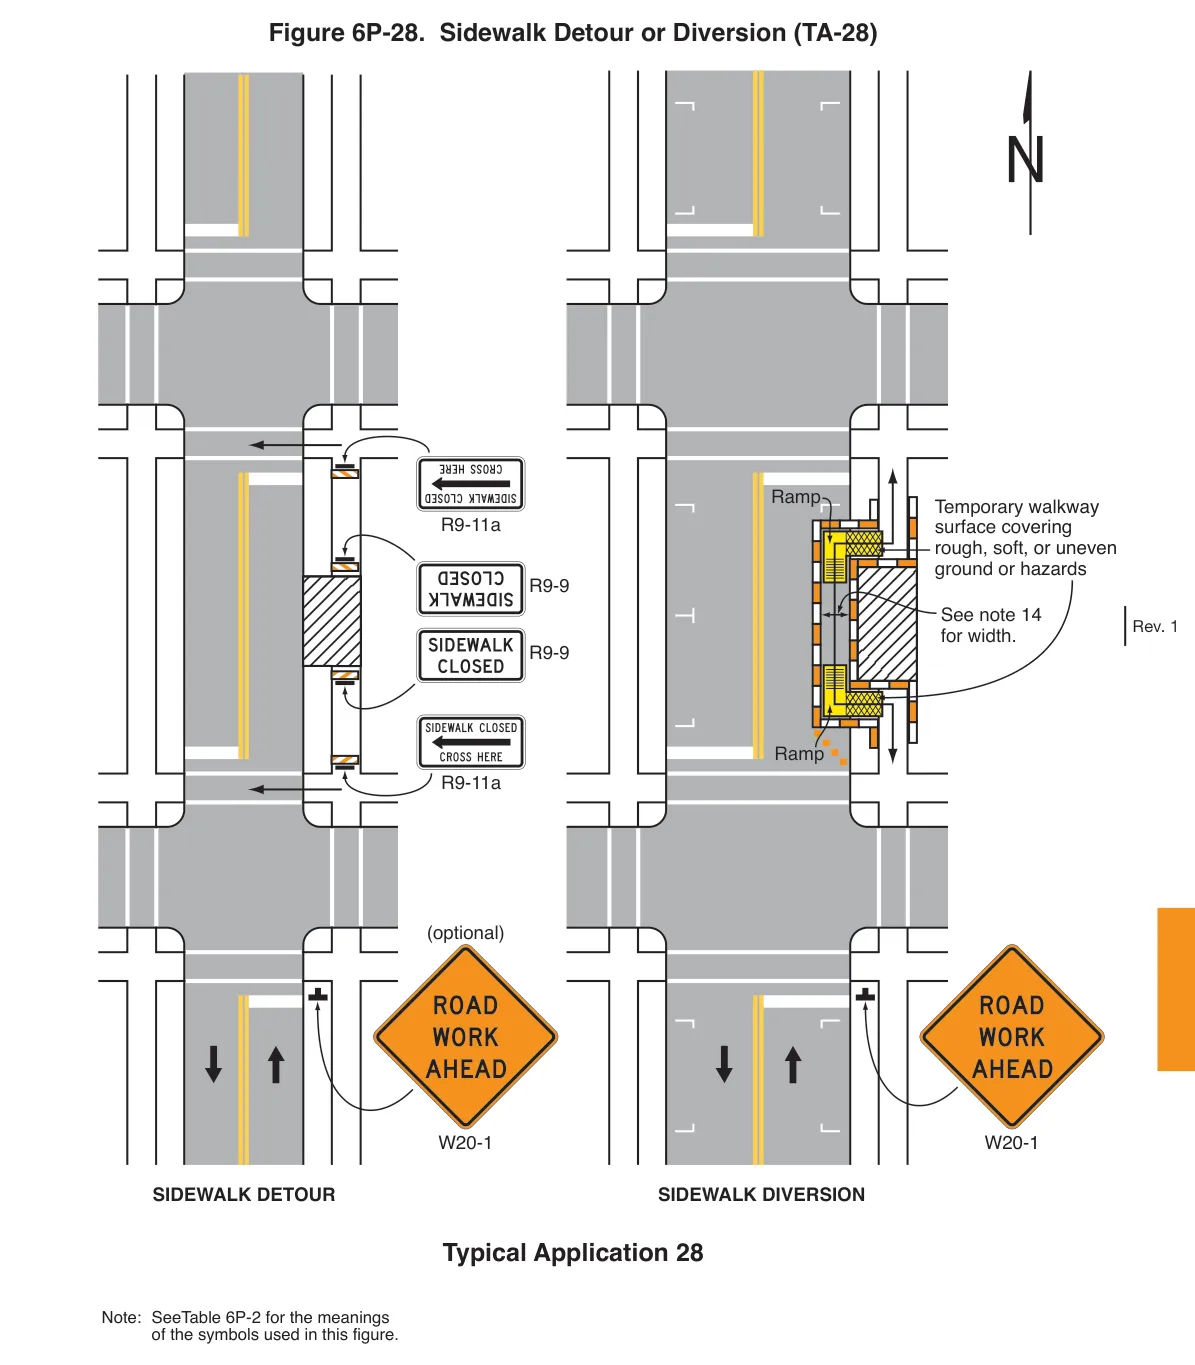 Figure 6P-28. Sidewalk Detour or Diversion (TA-28)
N
SIDEWALK CLOSED
CROSS HERE
R9-11a
SIDEWALK
CLOSED
R9-9
SIDEWALK
CLOSED
R9-9
SIDEWALK CLOSED
CROSS HERE
R9-11a
(optional)
ROAD
WORK
AHEAD
W20-1
SIDEWALK DETOUR
Ramp
Temporary walkway
surface covering
rough, soft, or uneven
ground or hazards
See note 14
for width.
Rev. 1
Ramp
ROAD
WORK
AHEAD
W20-1
SIDEWALK DIVERSION
Typical Application 28
Note: SeeTable 6P-2 for the meanings
of the symbols used in this figure.